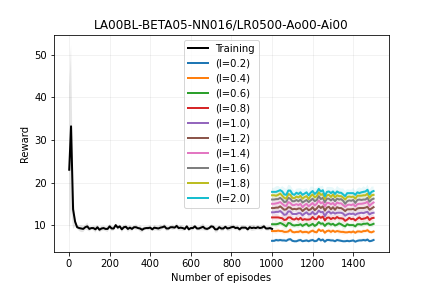 LA00BL-BETA05-NN016/LR0500-Ao00-Ai00
Reward
50
40
30
20
10
Training
(l=0.2)
(l=0.4)
(l=0.6)
(l=0.8)
(l=1.0)
(l=1.2)
(l=1.4)
(l=1.6)
(l=1.8)
(l=2.0)
0 200 400 600 800 1000 1200 1400
Number of episodes